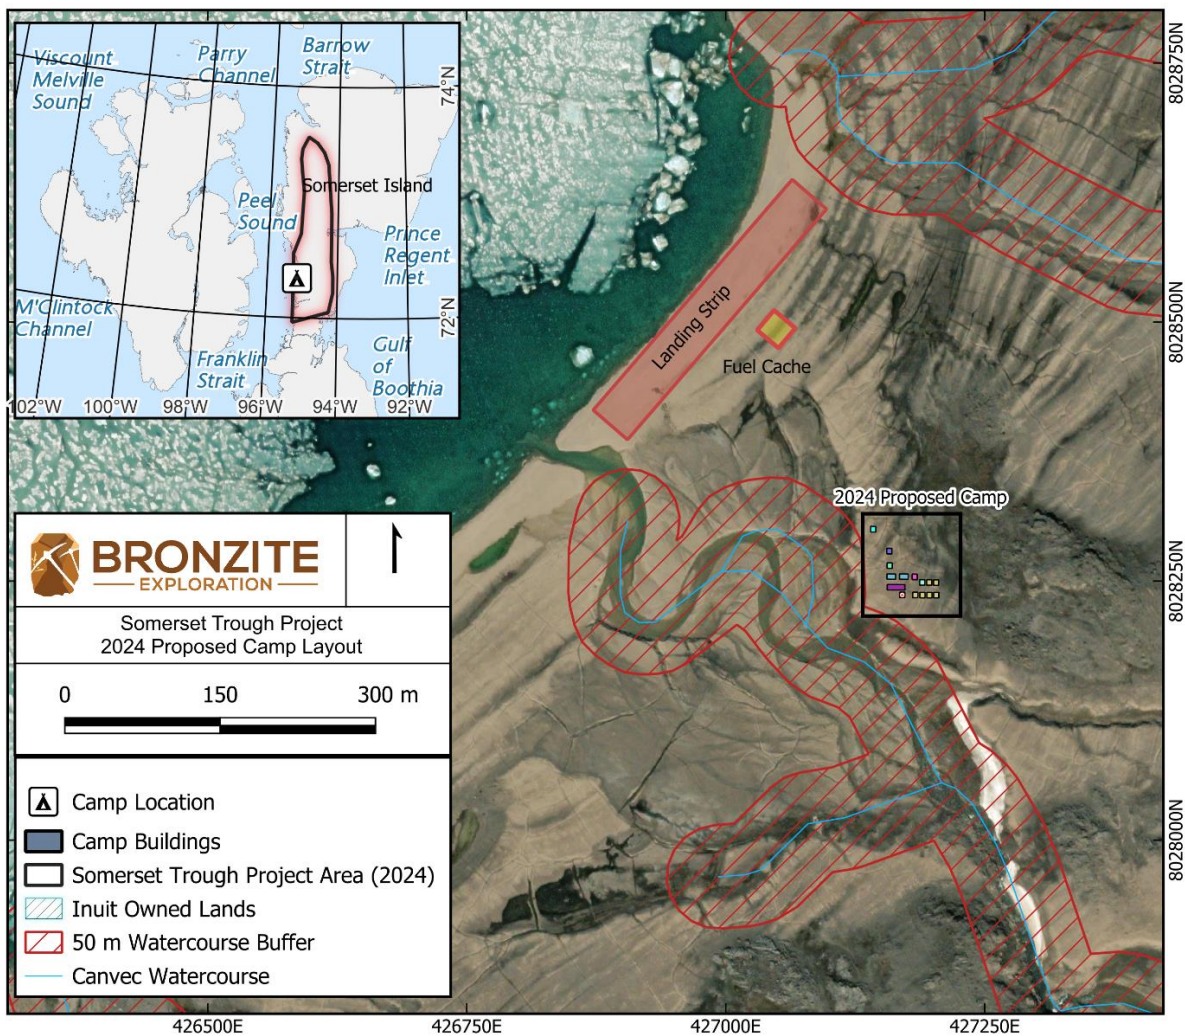 Viscount
Melville
Sound
Parry
Channel
Barrow
Strait
74°N
Somerset Island
Peel
Sound
Prince
Regent
Inlet
M'Clintock
Channel
72°N
Franklin
Strait
Gulf
of
Boothia
102°W
100°W
96°W
94°W
92°W
8028750N
Landing Strip
Fuel Cache
8028500N
2024 Proposed Camp
8028250N
8028000N
BRONZITE
EXPLORATION
Somerset Trough Project
2024 Proposed Camp Layout
0 150 300 m
Camp Location
Camp Buildings
Somerset Trough Project Area (2024)
Inuit Owned Lands
50 m Watercourse Buffer
Canvec Watercourse
426500E
426750E
427000E
427250E